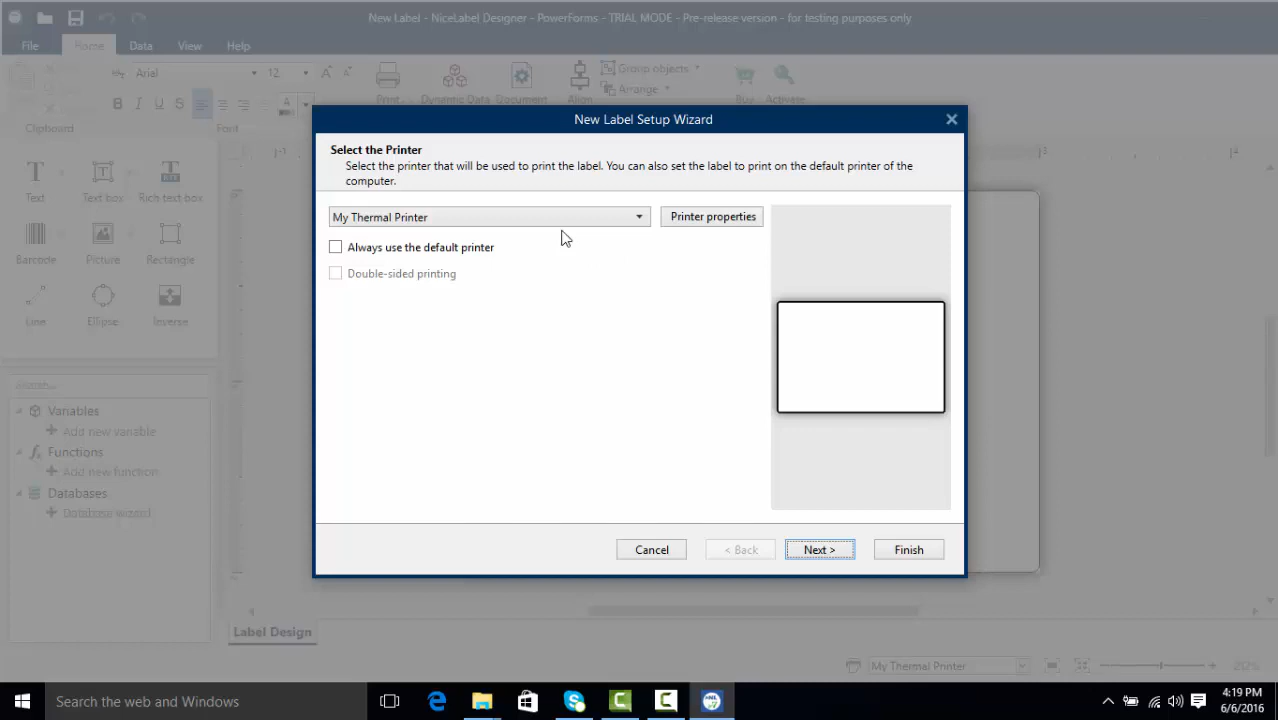 New Label - NiceLabel Designer - PowerForms - TRIAL MODE - Pre-release version - for testing purposes only
File Home Data View Help
Arial 12 Group objects
B I U S A Arrange
Print Dynamic Data Document Align Buy Activate
Clipboard Font
New Label Setup Wizard
Select the Printer
Select the printer that will be used to print the label. You can also set the label to print on the default printer of the
computer.
My Thermal Printer Printer properties
Always use the default printer
Double-sided printing
Cancel < Back Next > Finish
Text Text box Rich text box
Barcode Picture Rectangle
Line Ellipse Inverse
Variables
Add new variable
Functions
Add new function
Databases
Database wizard
Label Design
My Thermal Printer
Search the web and Windows
4:19 PM
6/6/2016